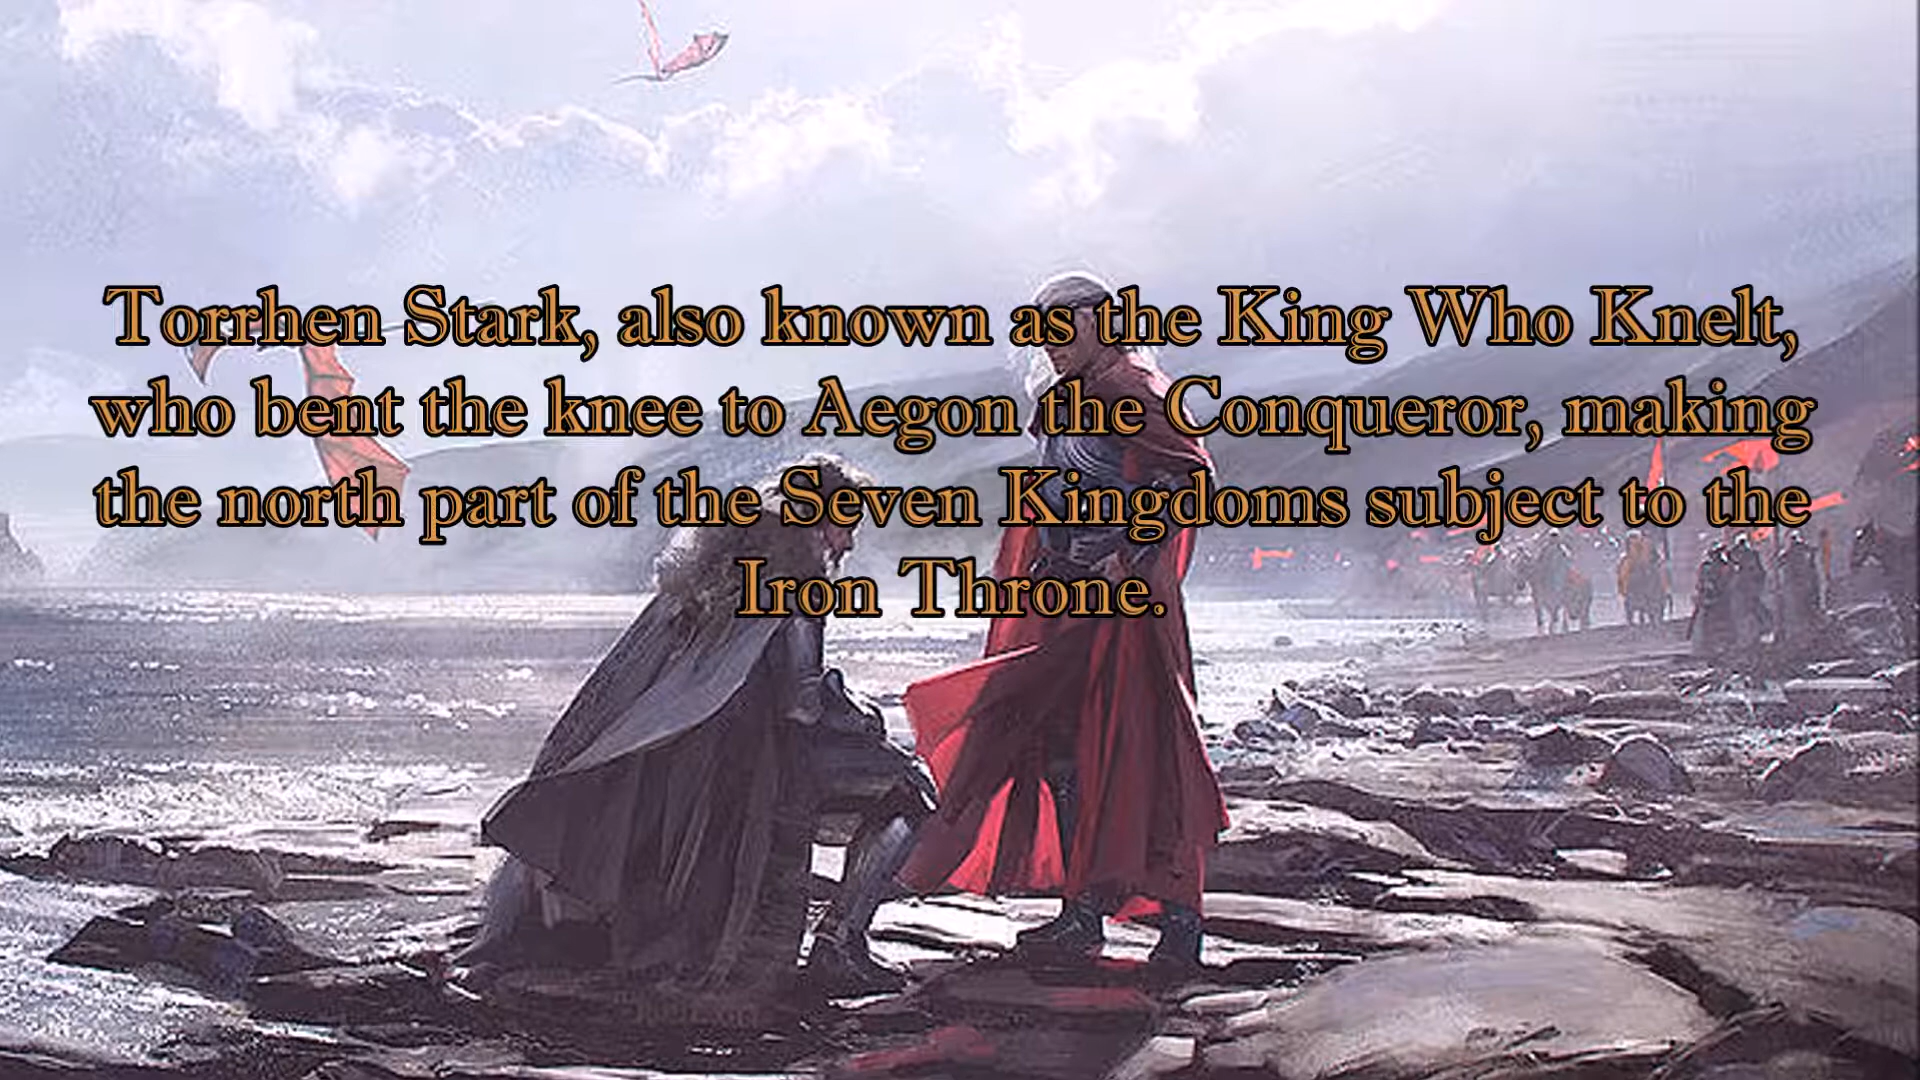 Torrhen Stark, also known as the King Who Knelt,
who bent the knee to Aegon the Conqueror, making
the north part of the Seven Kingdoms subject to the
Iron Throne.